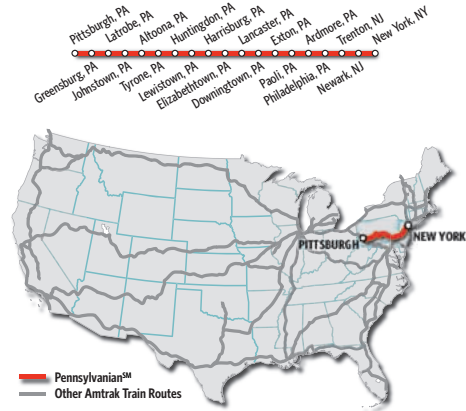 Pittsburgh, PA
Greensburg, PA
Latrobe, PA
Johnstown, PA
Altoona, PA
Tyrone, PA
Huntingdon, PA
Lewistown, PA
Harrisburg, PA
Elizabethtown, PA
Lancaster, PA
Downingtown, PA
Exton, PA
Paoli, PA
Ardmore, PA
Philadelphia, PA
Trenton, NJ
Newark, NJ
New York, NY
PITTSBURGH
NEW YORK
Pennsylvanian℠
Other Amtrak Train Routes